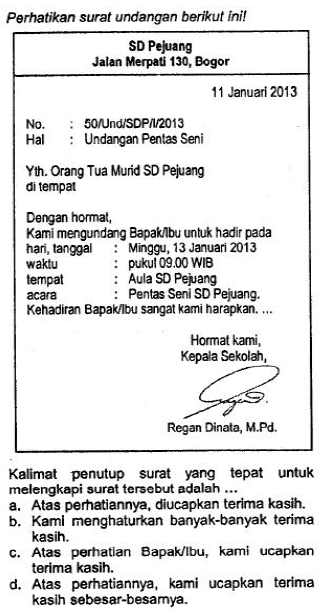 Perhatikan surat undangan berikut ini!
SD Pejuang
Jalan Merpati 130, Bogor
11 Januari 2013
No. : 50/Und/SDP/I/2013
Hal : Undangan Pentas Seni
Yth. Orang Tua Murid SD Pejuang
di tempat
Dengan hormat,
Kami mengundang Bapak/Ibu untuk hadir pada
hari, tanggal : Minggu, 13 Januari 2013
waktu : pukul 09.00 WIB
tempat : Aula SD Pejuang
acara : Pentas Seni SD Pejuang.
Kehadiran Bapak/Ibu sangat kami harapkan. ...
Hormat kami,
Kepala Sekolah,
Regan Dinata, M.Pd.
Kalimat penutup surat yang tepat untuk
melengkapi surat tersebut adalah ...
a. Atas perhatiannya, diucapkan terima kasih.
b. Kami menghaturkan banyak-banyak terima
kasih.
c. Atas perhatian Bapak/Ibu, kami ucapkan
terima kasih.
d. Atas perhatiannya, kami ucapkan terima
kasih sebesar-besarnya.